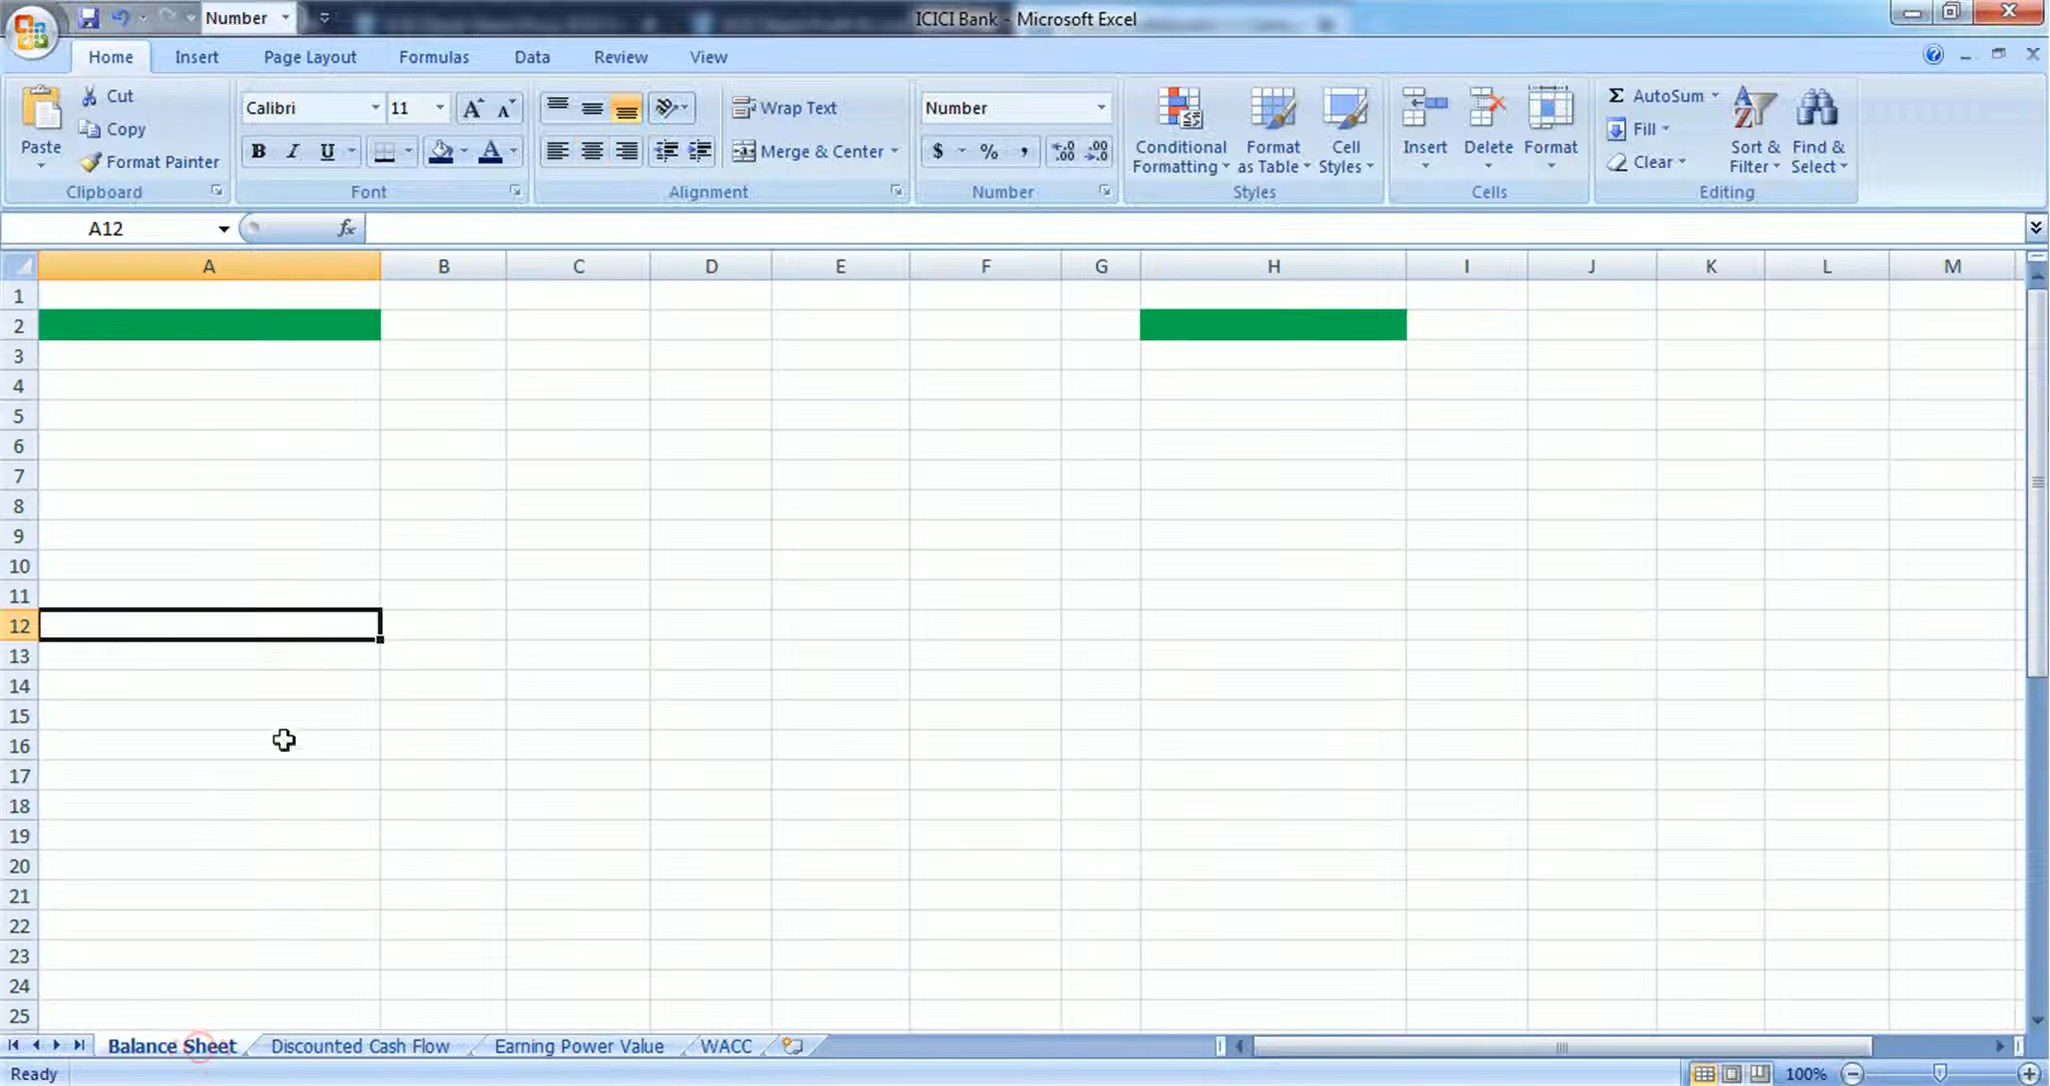 Number
ICICI Bank - Microsoft Excel
Home Insert Page Layout Formulas Data Review View
Paste
Cut
Copy
Format Painter
Clipboard
Calibri 11
B I U
Font
Wrap Text
Merge & Center
Alignment
Number
$ % ,
Number
Conditional Formatting
Format as Table
Cell Styles
Styles
Insert Delete Format
Cells
Σ AutoSum
Fill
Clear
Sort & Filter
Find & Select
Editing
A12 fx
A B C D E F G H I J K L M
1
2
3
4
5
6
7
8
9
10
11
12
13
14
15
16
17
18
19
20
21
22
23
24
25
Balance Sheet Discounted Cash Flow Earning Power Value WACC
Ready 100%